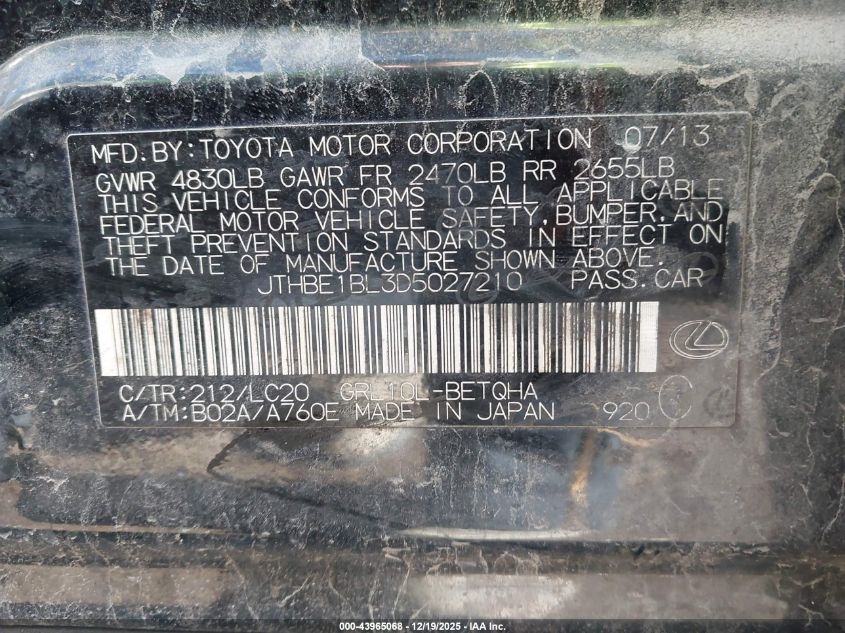 MFD.BY:TOYOTA MOTOR CORPORATION 07/13
GVWR 4830LB GAWR FR 2470LB RR 2655LB
THIS VEHICLE CONFORMS TO ALL APPLICABLE
FEDERAL MOTOR VEHICLE SAFETY,BUMPER,AND
THEFT PREVENTION STANDARDS IN EFFECT ON
THE DATE OF MANUFACTURE SHOWN ABOVE.
JTHBE1BL3D5027210 PASS.CAR
C/TR:212/LC20 GRL10L-BETQHA
A/TM:B02A/A760E MADE IN JAPAN 920
000-43965068 - 12/19/2025 - IAA Inc.